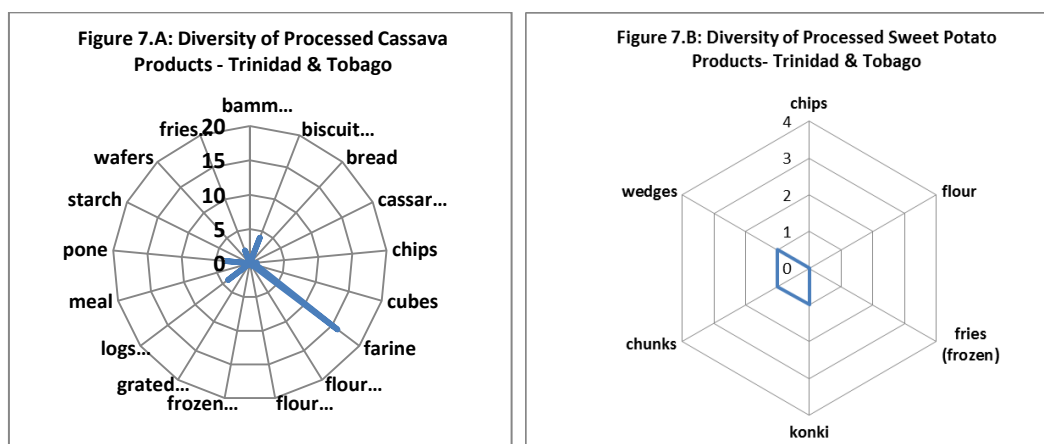 Figure 7.A: Diversity of Processed Cassava
Products - Trinidad & Tobago
bamm...
biscuit...
bread
cassar...
chips
cubes
farine
flour...
flour...
frozen...
grated...
logs...
meal
pone
starch
wafers
fries...
20
15
10
5
0
Figure 7.B: Diversity of Processed Sweet Potato
Products- Trinidad & Tobago
chips
flour
fries
(frozen)
konki
chunks
wedges
4
3
2
1
0